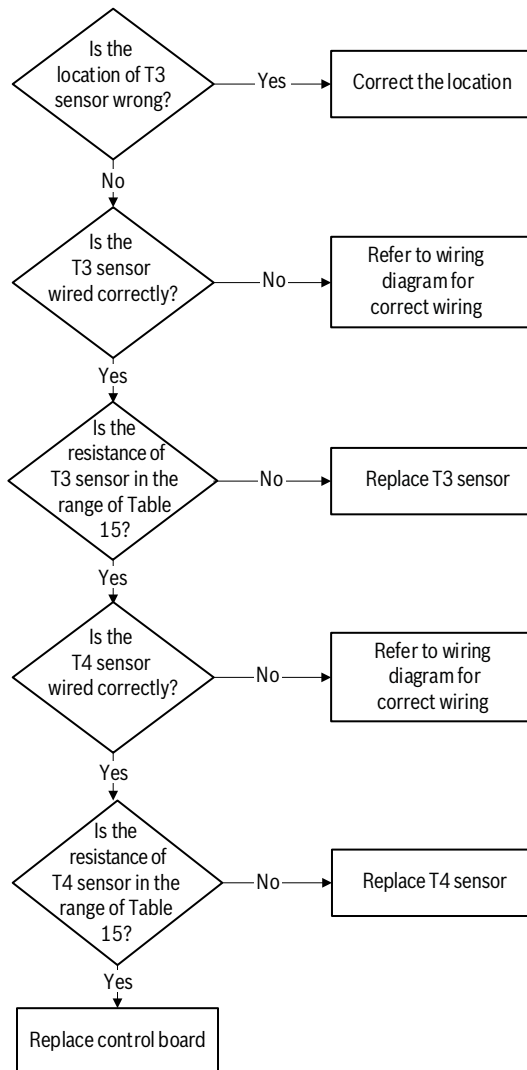 Is the
location of T3
sensor wrong?
Yes
Correct the location
No
Is the
T3 sensor
wired correctly?
No
Refer to wiring
diagram for
correct wiring
Yes
Is the
resistance of
T3 sensor in the
range of Table
15?
No
Replace T3 sensor
Yes
Is the
T4 sensor
wired correctly?
No
Refer to wiring
diagram for
correct wiring
Yes
Is the
resistance of
T4 sensor in the
range of Table
15?
No
Replace T4 sensor
Yes
Replace control board